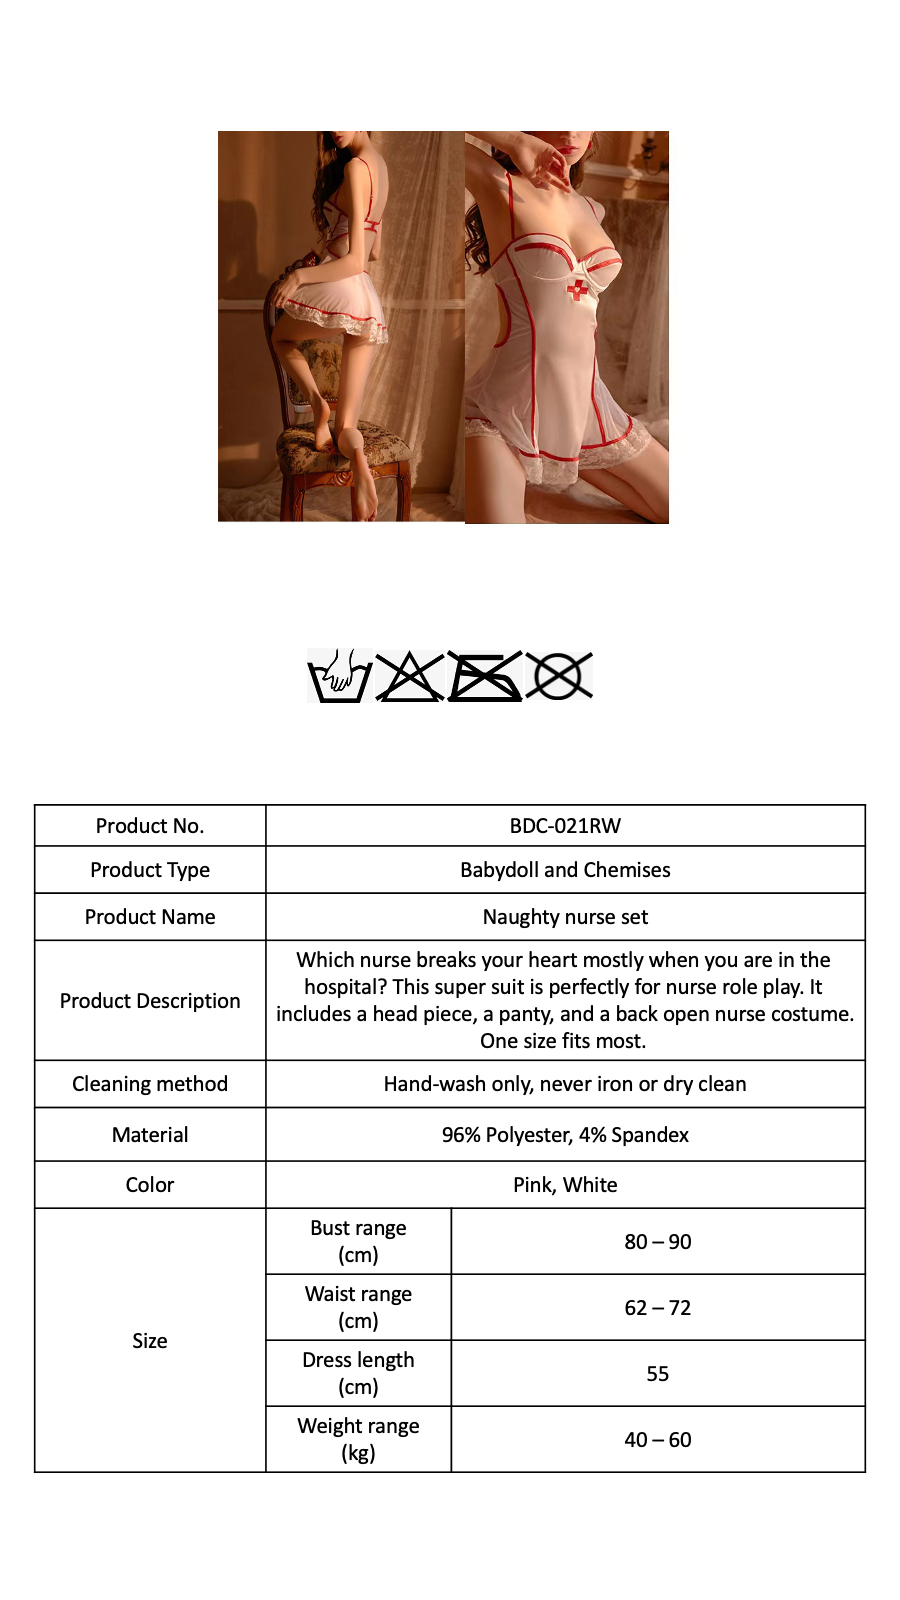 Product No.
BDC-021RW
Product Type
Babydoll and Chemises
Product Name
Naughty nurse set
Product Description
Which nurse breaks your heart mostly when you are in the
hospital? This super suit is perfectly for nurse role play. It
includes a head piece, a panty, and a back open nurse costume.
One size fits most.
Cleaning method
Hand-wash only, never iron or dry clean
Material
96% Polyester, 4% Spandex
Color
Pink, White
Size
Bust range
(cm)
80 – 90
Waist range
(cm)
62 – 72
Dress length
(cm)
55
Weight range
(kg)
40 – 60